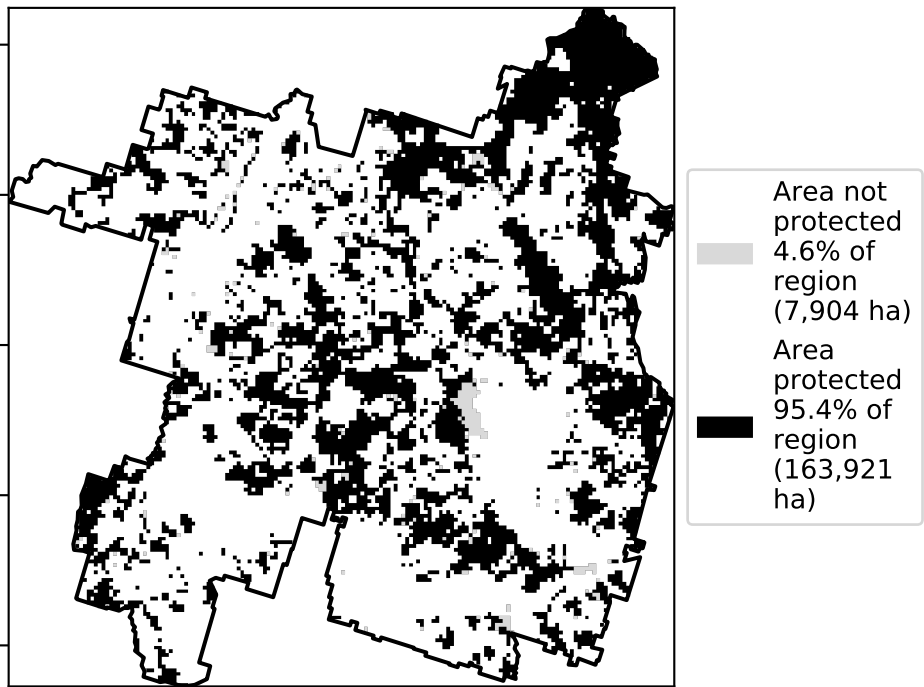 Area not
protected
4.6% of
region
(7,904 ha)
Area
protected
95.4% of
region
(163,921
ha)